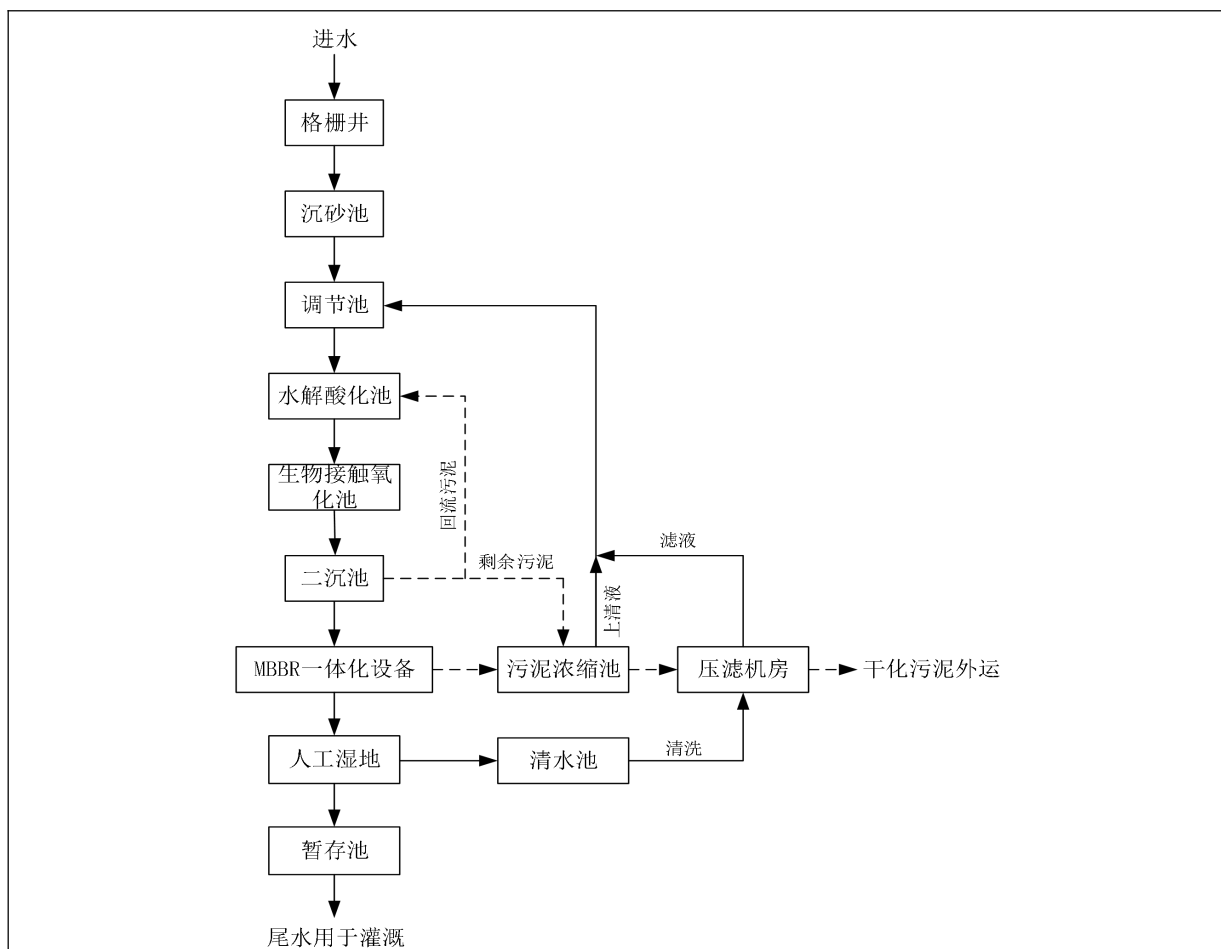 进水
格栅井
沉砂池
调节池
水解酸化池
生物接触氧
化池
回流污泥
二沉池
剩余污泥
上清液
滤液
MBBR一体化设备
污泥浓缩池
压滤机房
干化污泥外运
人工湿地
清水池
清洗
暂存池
尾水用于灌溉